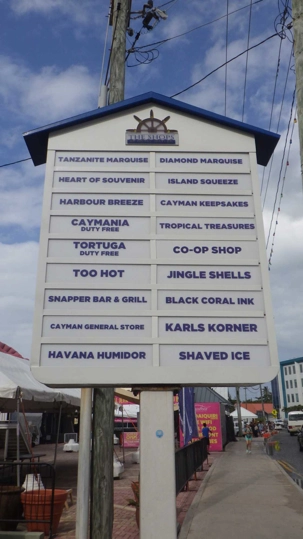 THE SHOPS
TANZANITE MARQUISE
DIAMOND MARQUISE
HEART OF SOUVENIR
ISLAND SQUEEZE
HARBOUR BREEZE
CAYMAN KEEPSAKES
CAYMANIA
DUTY FREE
TROPICAL TREASURES
TORTUGA
DUTY FREE
CO-OP SHOP
TOO HOT
JINGLE SHELLS
SNAPPER BAR & GRILL
BLACK CORAL INK
CAYMAN GENERAL STORE
KARLS KORNER
HAVANA HUMIDOR
SHAVED ICE